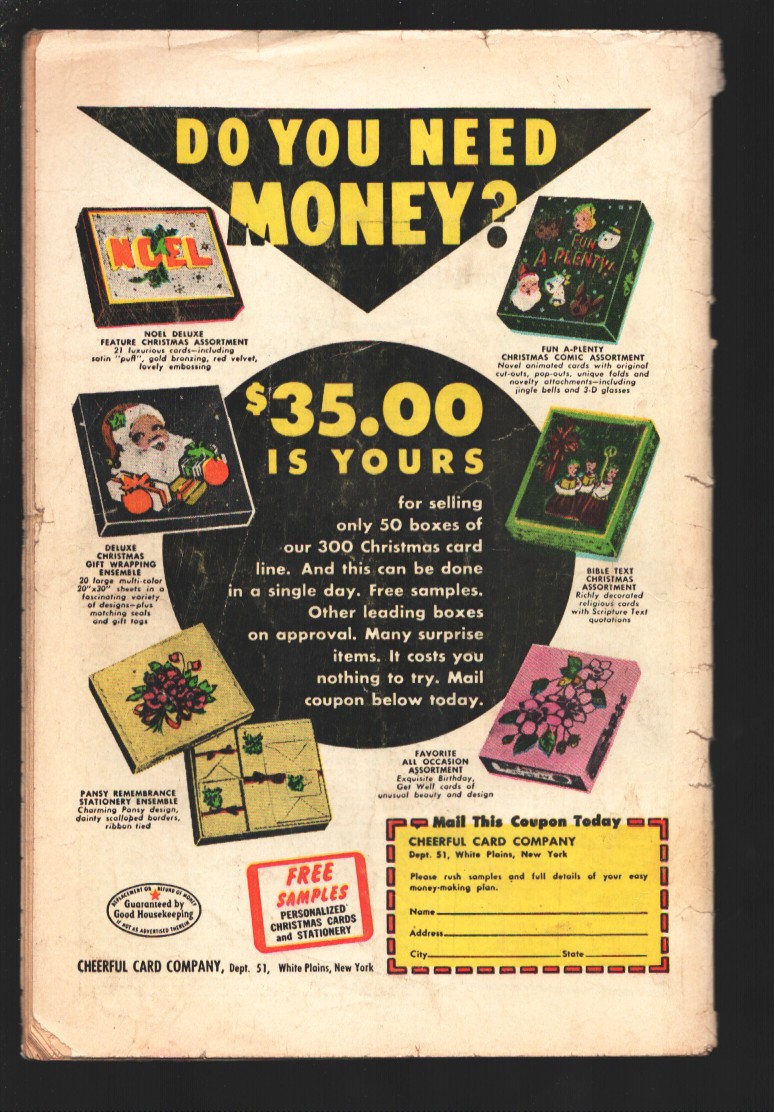 DO YOU NEED
MONEY?
NOEL
NOEL DELUXE
FEATURE CHRISTMAS ASSORTMENT
21 luxurious cards—including
satin "puff", gold bronzing, red velvet,
lovely embossing
FUN
A-PLENTY
FUN A-PLENTY
CHRISTMAS COMIC ASSORTMENT
Novel animated cards with original
cut-outs, pop-outs, unique folds and
novelty attachments—including
jingle bells and 3-D glasses
$35.00
IS YOURS
for selling
only 50 boxes of
our 300 Christmas card
line. And this can be done
in a single day. Free samples.
Other leading boxes
on approval. Many surprise
items. It costs you
nothing to try. Mail
coupon below today.
DELUXE
CHRISTMAS
GIFT WRAPPING
ENSEMBLE
20 large multi-color
20"x30" sheets in a
fascinating variety
of designs—plus
matching seals
and gift tags
BIBLE TEXT
CHRISTMAS
ASSORTMENT
Richly decorated
religious cards
with Scripture Text
quotations
PANSY REMEMBRANCE
STATIONERY ENSEMBLE
Charming Pansy design,
dainty scalloped borders,
ribbon tied
FAVORITE
ALL OCCASION
ASSORTMENT
Exquisite Birthday,
Get Well cards of
unusual beauty and design
REPLACEMENT OR REFUND OF MONEY
Guaranteed by
Good Housekeeping
IF NOT AS ADVERTISED THEREIN
FREE
SAMPLES
PERSONALIZED
CHRISTMAS CARDS
and STATIONERY
CHEERFUL CARD COMPANY, Dept. 51, White Plains, New York
Mail This Coupon Today
CHEERFUL CARD COMPANY
Dept. 51, White Plains, New York
Please rush samples and full details of your easy
money-making plan.
Name
Address
City State